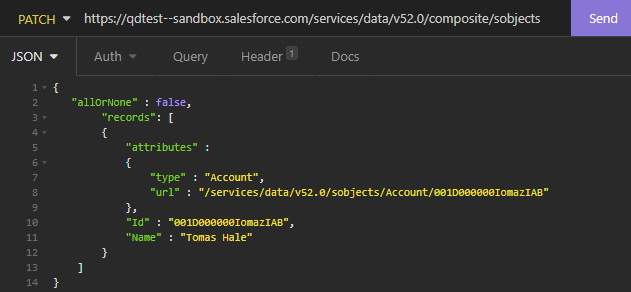 PATCH https://qdtest--sandbox.salesforce.com/services/data/v52.0/composite/sobjects Send
JSON Auth Query Header 1 Docs
1 {
2 "allOrNone" : false,
3 "records": [
4 {
5 "attributes" :
6 {
7 "type" : "Account",
8 "url" : "/services/data/v52.0/sobjects/Account/001D000000IomazIAB"
9 },
10 "Id" : "001D000000IomazIAB",
11 "Name" : "Tomas Hale"
12 }
13 ]
14 }